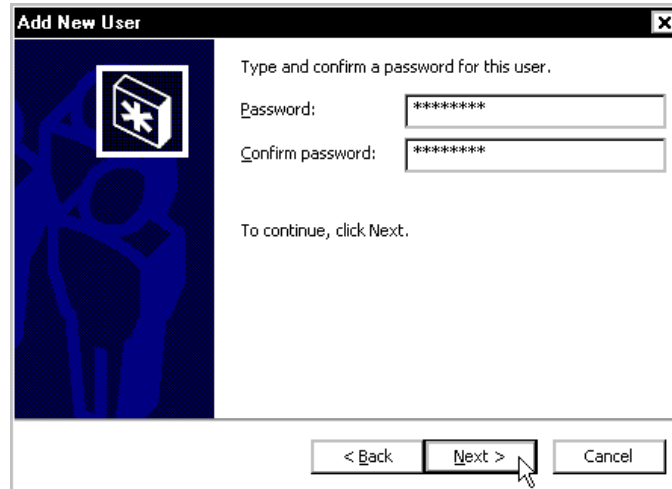 Add New User
Type and confirm a password for this user.
Password: ********
Confirm password: ********
To continue, click Next.
< Back Next > Cancel